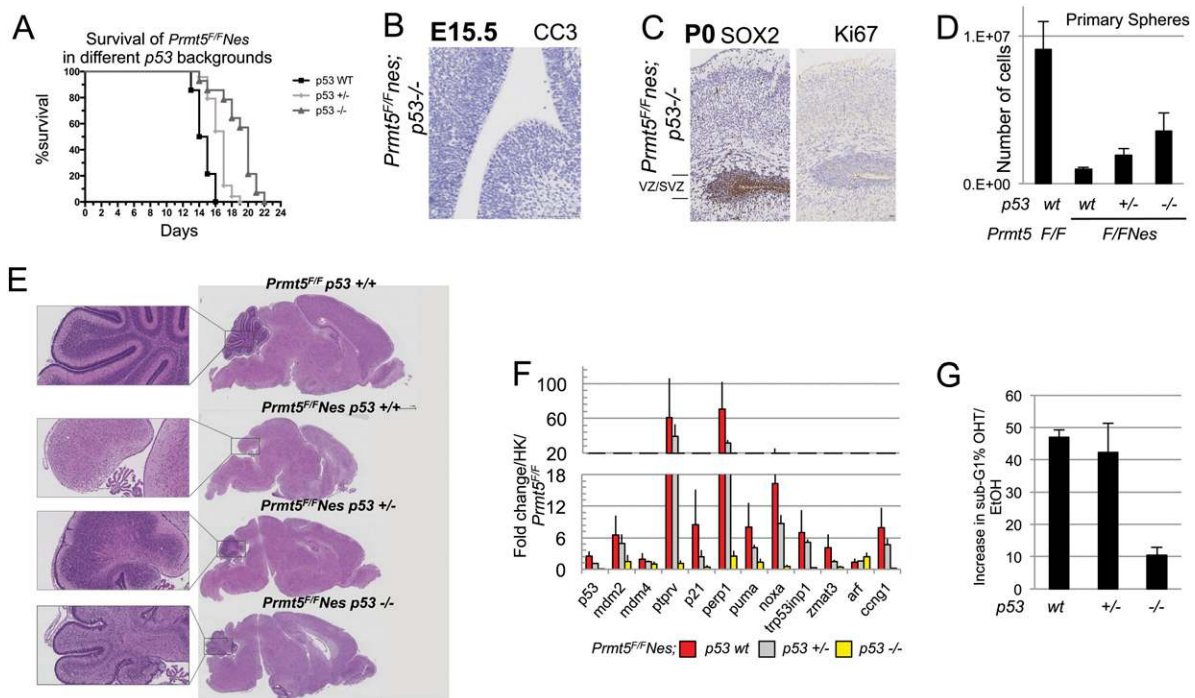 A
Survival of Prmt5F/FNes
in different p53 backgrounds
%survival
100
80
60
40
20
0
0 2 4 6 8 10 12 14 16 18 20 22 24
Days
p53 WT
p53 +/-
p53 -/-
B
E15.5 CC3
Prmt5F/Fnes;
p53-/-
C
P0 SOX2 Ki67
Prmt5F/Fnes;
p53-/-
VZ/SVZ
D
Primary Spheres
Number of cells
1.E+07
0.E+00
p53 wt wt +/- -/-
Prmt5 F/F F/FNes
E
Prmt5F/F p53 +/+
Prmt5F/FNes p53 +/+
Prmt5F/FNes p53 +/-
Prmt5F/FNes p53 -/-
F
Fold change/HK/
Prmt5F/F
100
60
20
18
12
6
0
p53 mdm2 mdm4 ptprv p21 perp1 puma noxa trp53inp1 zmat3 arf ccng1
Prmt5F/FNes; p53 wt p53 +/- p53 -/-
G
Increase in sub-G1% OHT/
EtOH
60
50
40
30
20
10
0
p53 wt +/- -/-